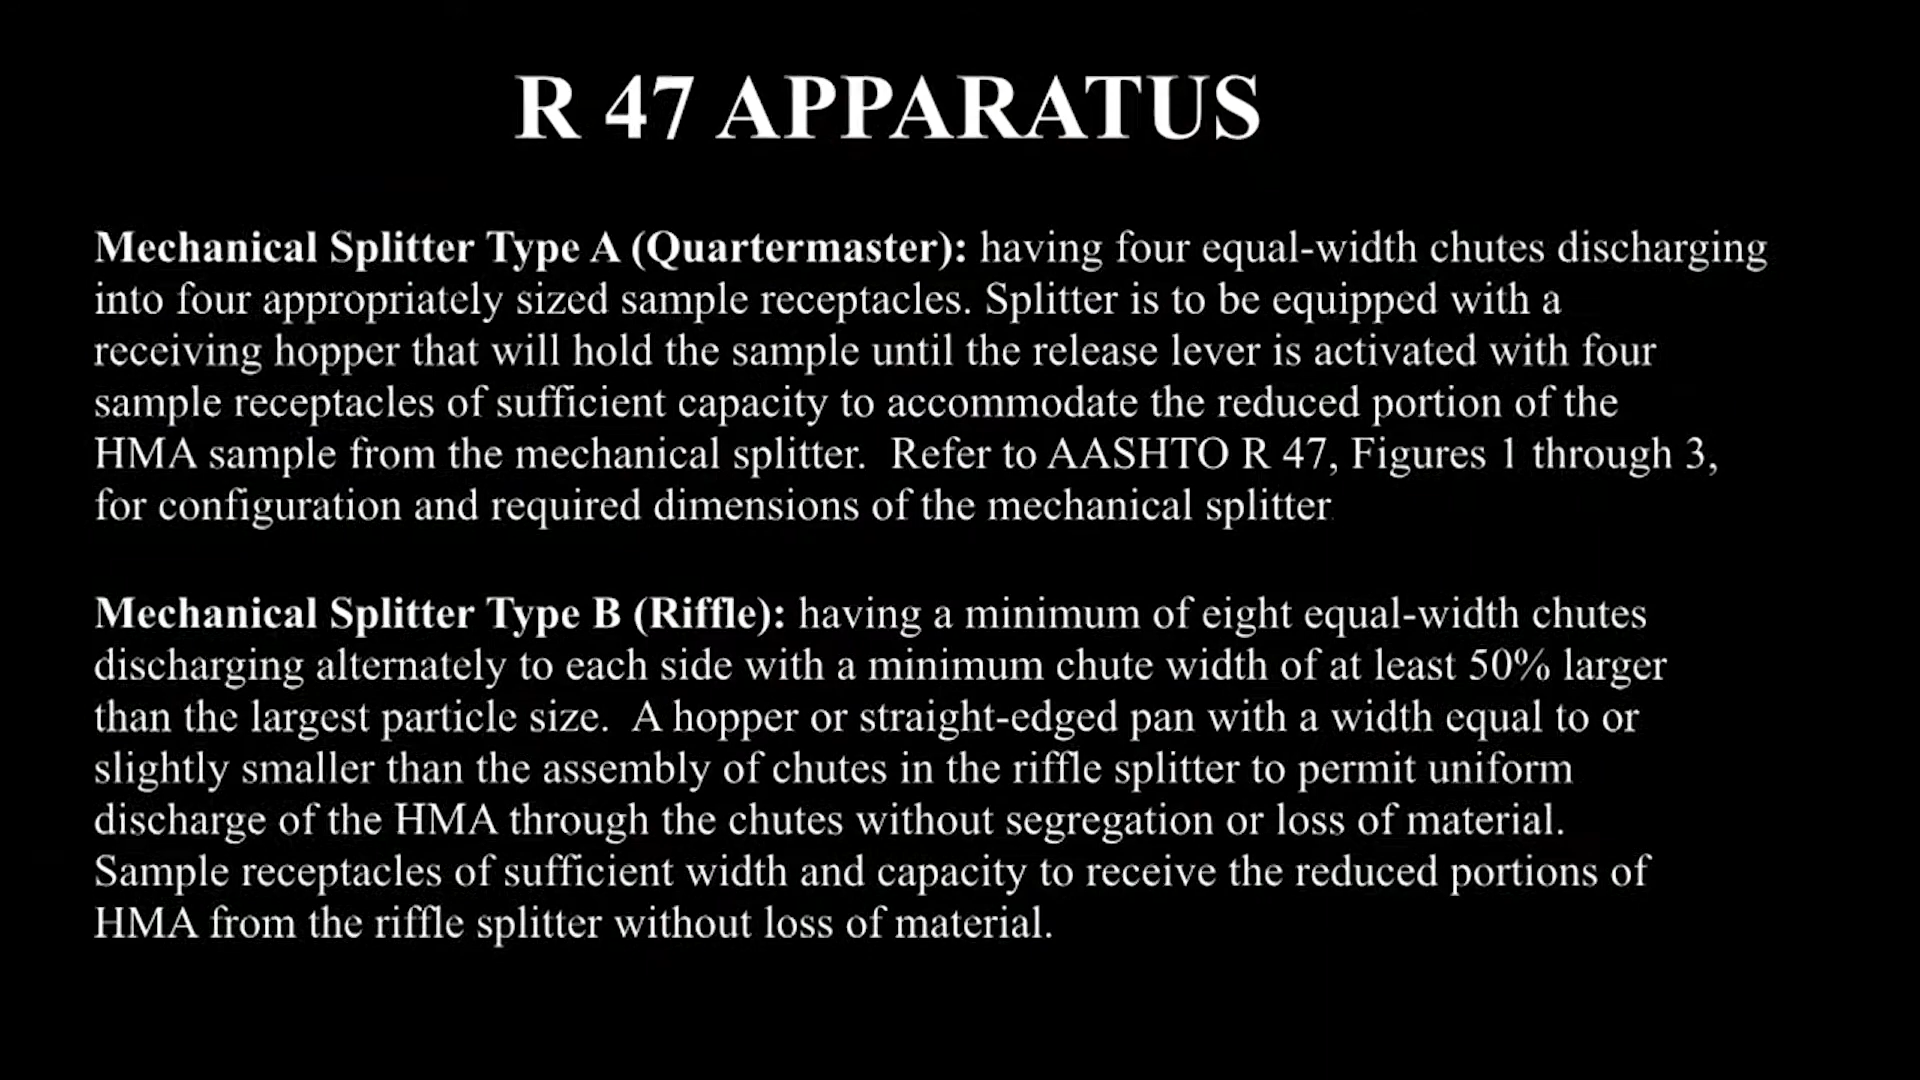 R 47 APPARATUS
Mechanical Splitter Type A (Quartermaster): having four equal-width chutes discharging
into four appropriately sized sample receptacles. Splitter is to be equipped with a
receiving hopper that will hold the sample until the release lever is activated with four
sample receptacles of sufficient capacity to accommodate the reduced portion of the
HMA sample from the mechanical splitter.  Refer to AASHTO R 47, Figures 1 through 3,
for configuration and required dimensions of the mechanical splitter.
Mechanical Splitter Type B (Riffle): having a minimum of eight equal-width chutes
discharging alternately to each side with a minimum chute width of at least 50% larger
than the largest particle size.  A hopper or straight-edged pan with a width equal to or
slightly smaller than the assembly of chutes in the riffle splitter to permit uniform
discharge of the HMA through the chutes without segregation or loss of material.
Sample receptacles of sufficient width and capacity to receive the reduced portions of
HMA from the riffle splitter without loss of material.